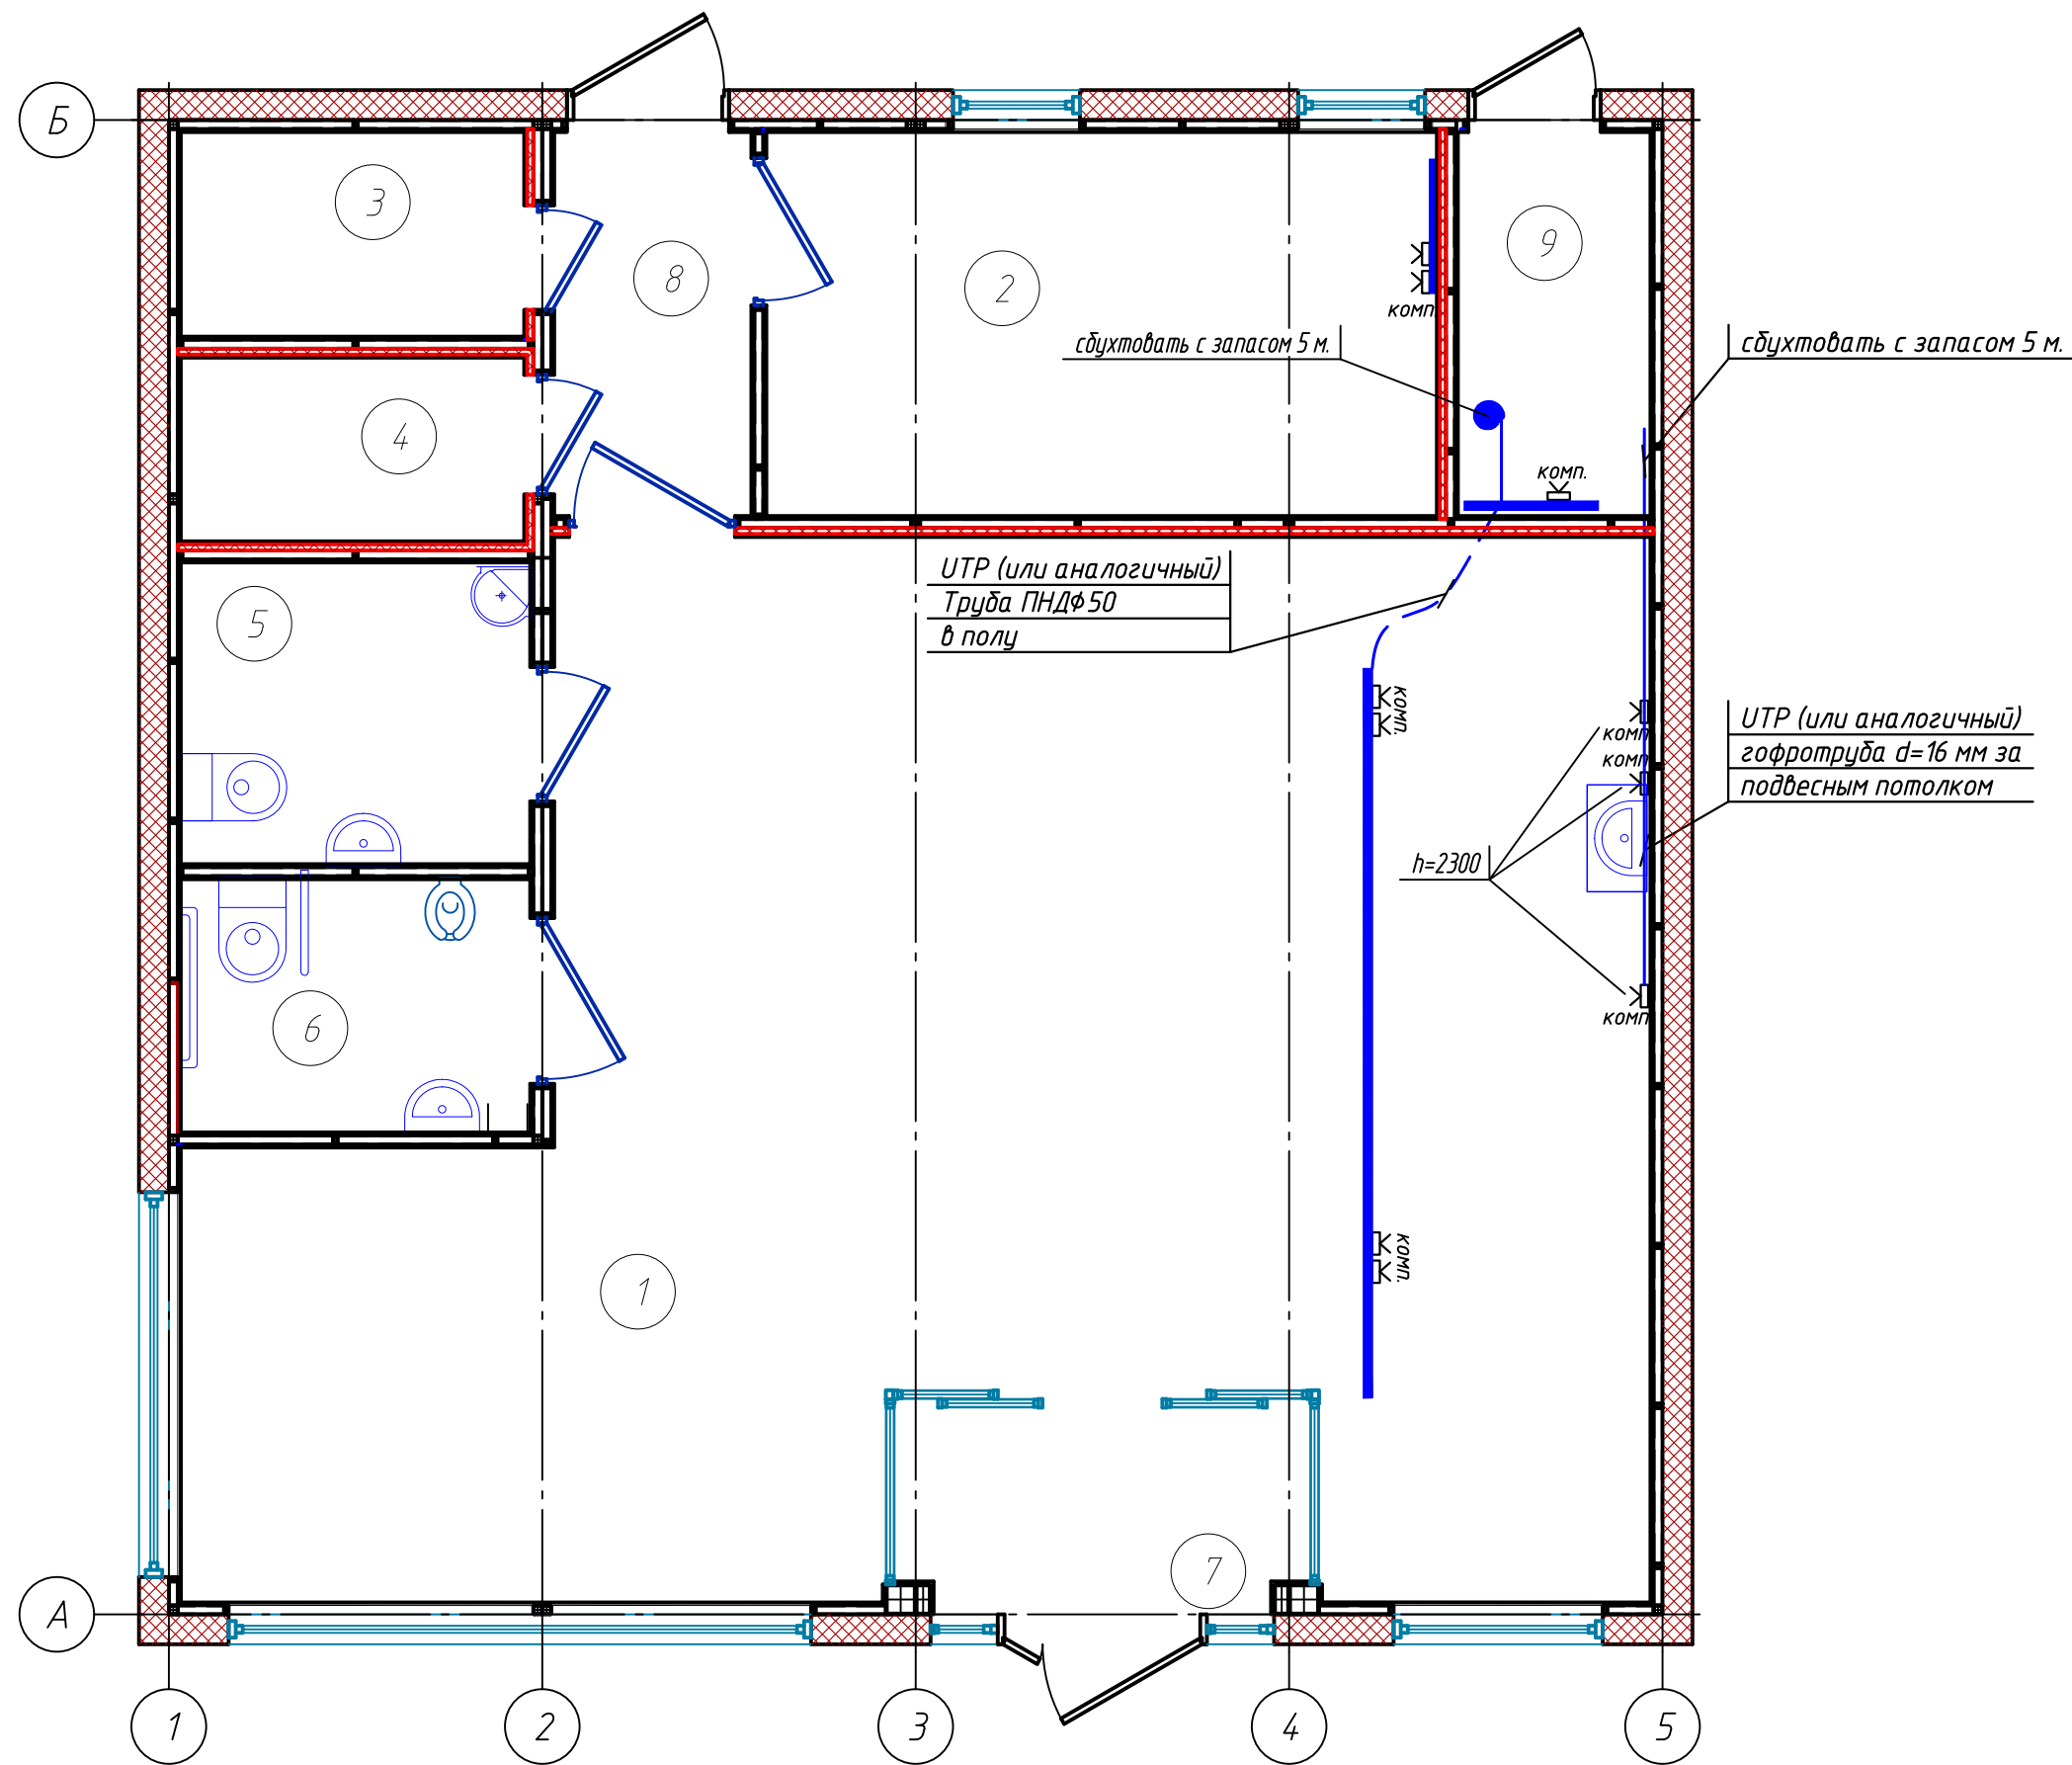 Б
3
8
2
9
комп.
сбухтовать с запасом 5 м.
сбухтовать с запасом 5 м.
4
комп.
UTP (или аналогичный)
Труба ПНДФ50
в полу
5
комп.
комп
комп
UTP (или аналогичный)
гофротруба d=16 мм за
подвесным потолком
h=2300
6
комп
1
комп.
7
А
1
2
3
4
5